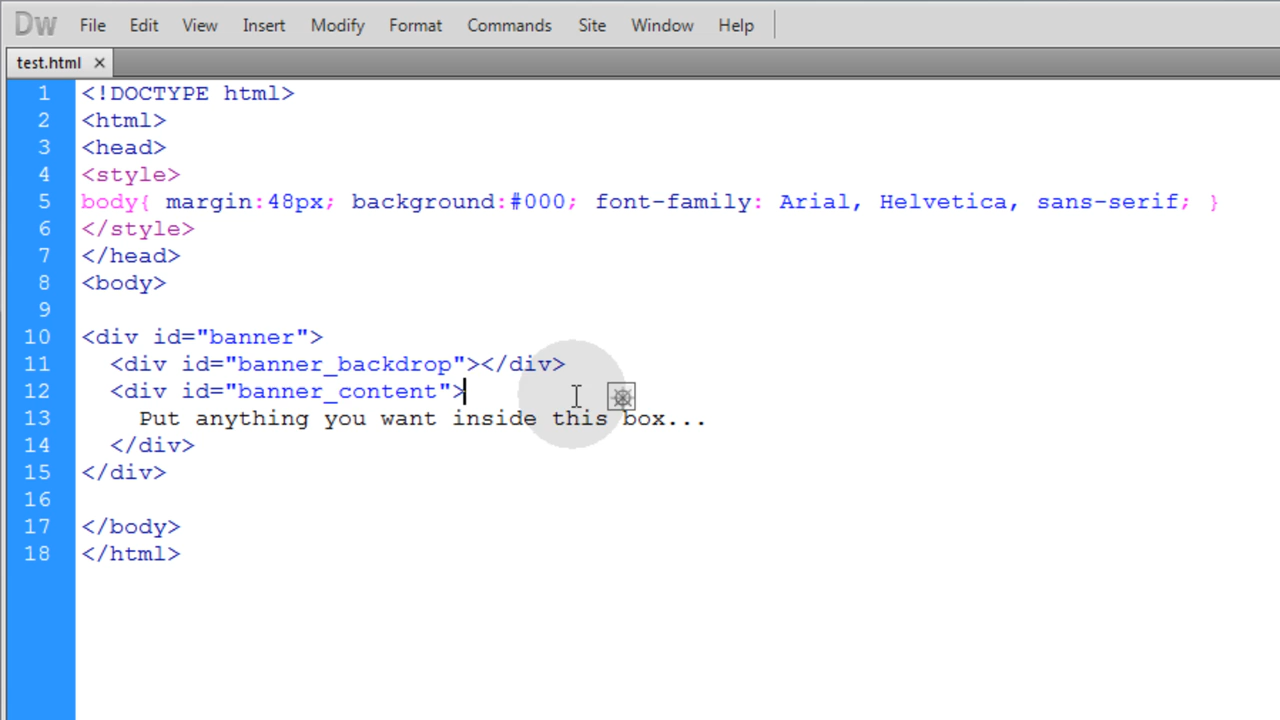 Dw File Edit View Insert Modify Format Commands Site Window Help
test.html ×
1 <!DOCTYPE html>
2 <html>
3 <head>
4 <style>
5 body{ margin:48px; background:#000; font-family: Arial, Helvetica, sans-serif; }
6 </style>
7 </head>
8 <body>
9
10 <div id="banner">
11   <div id="banner_backdrop"></div>
12   <div id="banner_content">
13     Put anything you want inside this box...
14   </div>
15 </div>
16
17 </body>
18 </html>